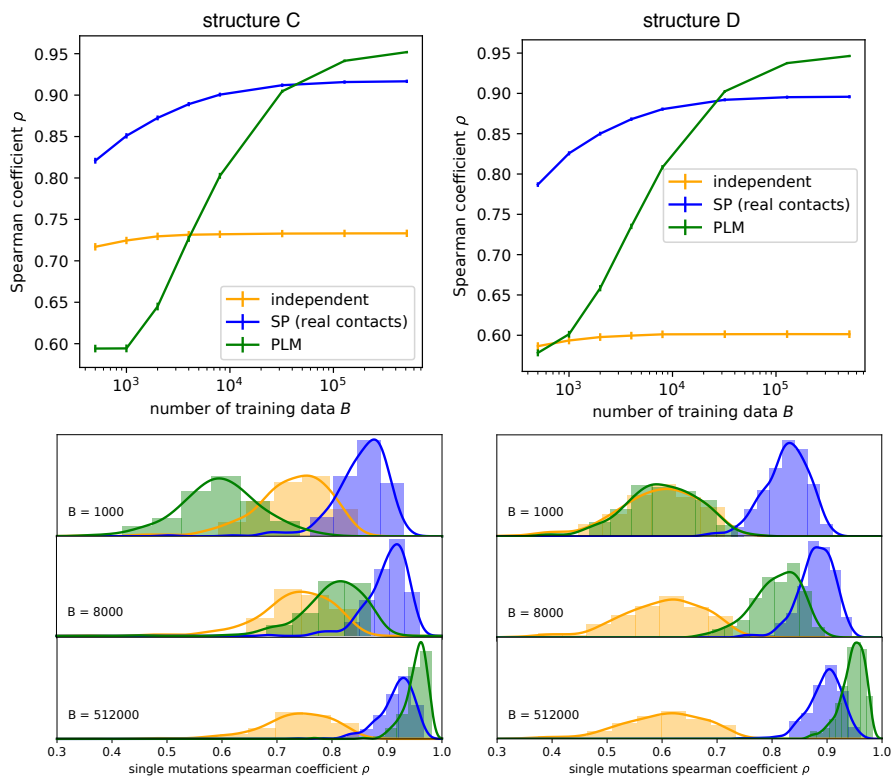 structure C
structure D
0.95
0.90
0.85
0.80
0.75
0.70
0.65
0.60
Spearman coefficient ρ
independent
SP (real contacts)
PLM
10³ 10⁴ 10⁵
number of training data B
0.95
0.90
0.85
0.80
0.75
0.70
0.65
0.60
Spearman coefficient ρ
independent
SP (real contacts)
PLM
10³ 10⁴ 10⁵
number of training data B
B = 1000
B = 8000
B = 512000
0.3 0.4 0.5 0.6 0.7 0.8 0.9 1.0
single mutations spearman coefficient ρ
B = 1000
B = 8000
B = 512000
0.3 0.4 0.5 0.6 0.7 0.8 0.9 1.0
single mutations spearman coefficient ρ